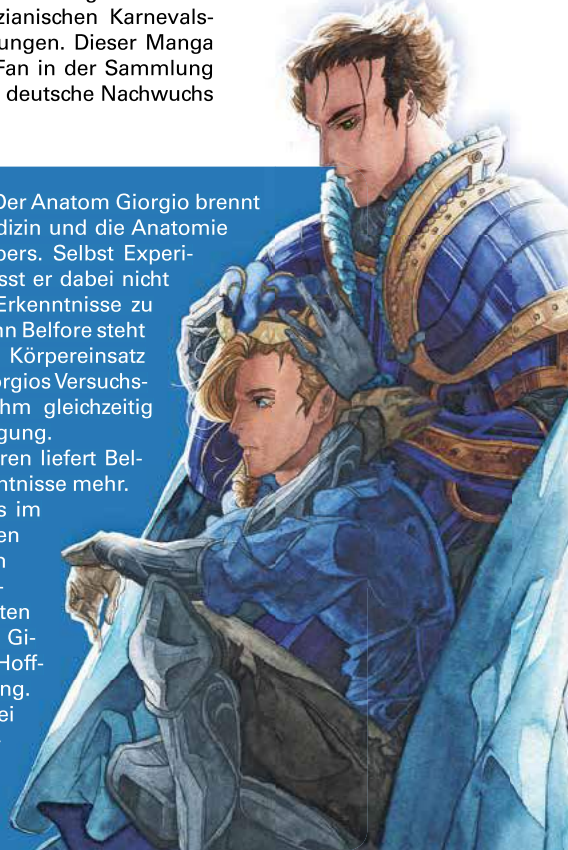 zianischen Karnevals-
ungen. Dieser Manga
Fan in der Sammlung
deutsche Nachwuchs
Der Anatom Giorgio brennt
dizin und die Anatomie
pers. Selbst Experi-
sst er dabei nicht
Erkenntnisse zu
nn Belfore steht
Körpereinsatz
orgios Versuchs-
hm gleichzeitig
gung.
ren liefert Bel-
ntnisse mehr.
s im
en
n
-
ten
Gi-
Hoff-
ng.
ei